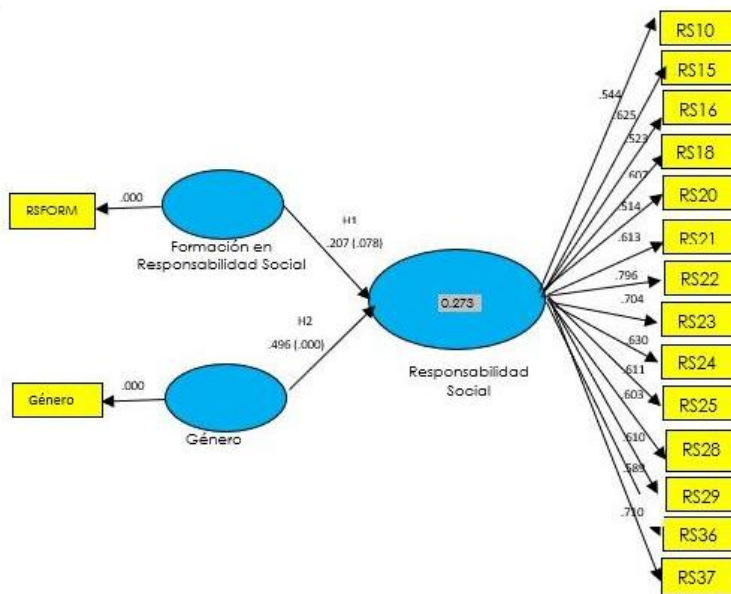 RS10
RS15
RS16
RS18
RS20
RS21
RS22
RS23
RS24
RS25
RS28
RS29
RS36
RS37
.544
.625
.523
.607
.514
.613
.796
.704
.630
.611
.603
.610
.589
.710
RSFORM
.000
Formación en
Responsabilidad Social
H1
.207 (.078)
0.273
Responsabilidad
Social
H2
.496 (.000)
Género
.000
Género